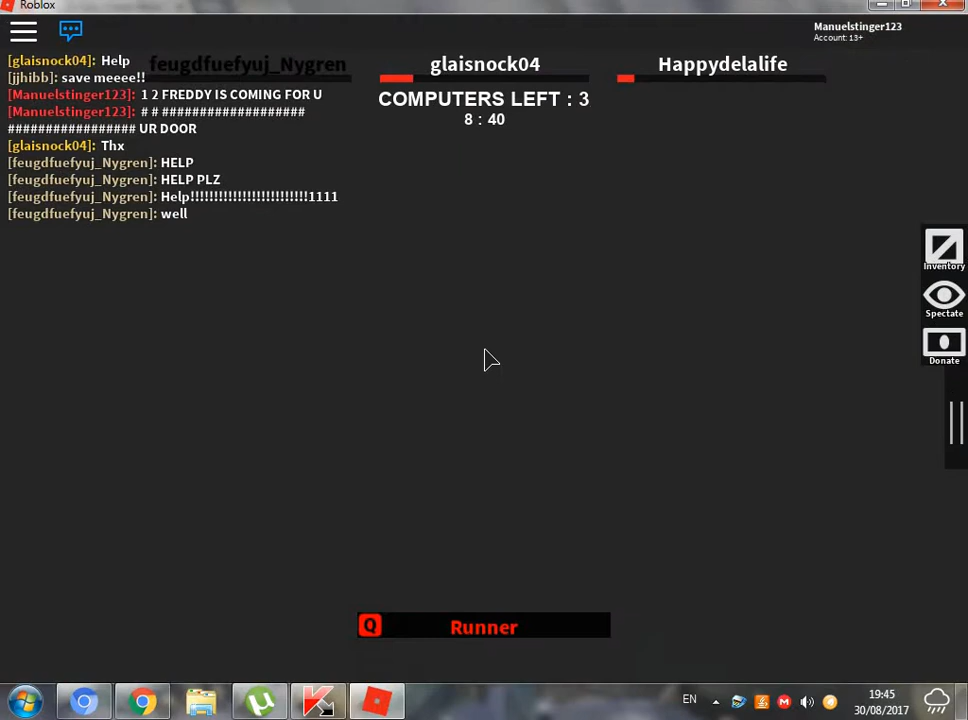 Roblox
Manuelstinger123
Account: 13+
[glaisnock04]: Help
feugdfuefyuj_Nygren
glaisnock04
Happydelalife
[jjhibb]: save meeee!!
[Manuelstinger123]: 1 2 FREDDY IS COMING FOR U
COMPUTERS LEFT : 3
[Manuelstinger123]: # # ###################
8 : 40
################# UR DOOR
[glaisnock04]: Thx
[feugdfuefyuj_Nygren]: HELP
[feugdfuefyuj_Nygren]: HELP PLZ
[feugdfuefyuj_Nygren]: Help!!!!!!!!!!!!!!!!!!!!!!!!!1111
[feugdfuefyuj_Nygren]: well
Inventory
Spectate
Donate
Q Runner
EN
19:45
30/08/2017